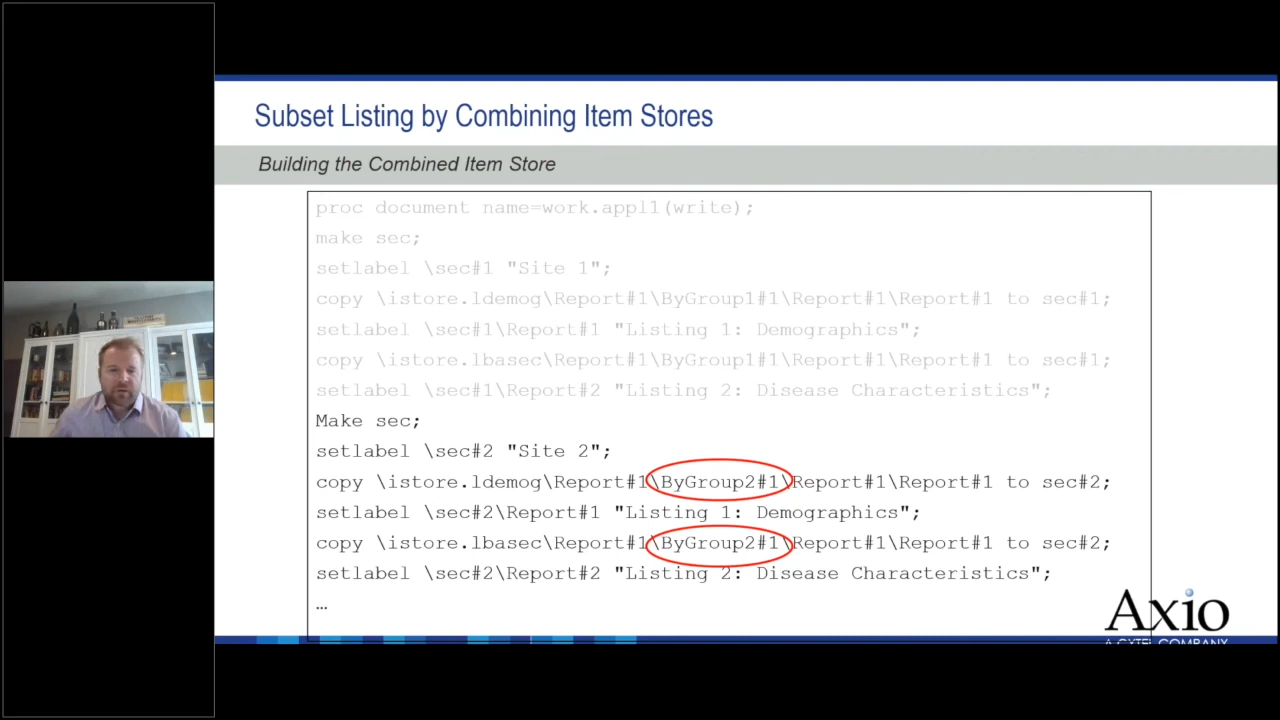 Subset Listing by Combining Item Stores
Building the Combined Item Store
proc document name=work.appl1(write);
make sec;
setlabel \sec#1 "Site 1";
copy \istore.ldemog\Report#1\ByGroup1#1\Report#1\Report#1 to sec#1;
setlabel \sec#1\Report#1 "Listing 1: Demographics";
copy \istore.lbasec\Report#1\ByGroup1#1\Report#1\Report#1 to sec#1;
setlabel \sec#1\Report#2 "Listing 2: Disease Characteristics";
Make sec;
setlabel \sec#2 "Site 2";
copy \istore.ldemog\Report#1\ByGroup2#1\Report#1\Report#1 to sec#2;
setlabel \sec#2\Report#1 "Listing 1: Demographics";
copy \istore.lbasec\Report#1\ByGroup2#1\Report#1\Report#1 to sec#2;
setlabel \sec#2\Report#2 "Listing 2: Disease Characteristics";
…
Axio
A CYTEL COMPANY